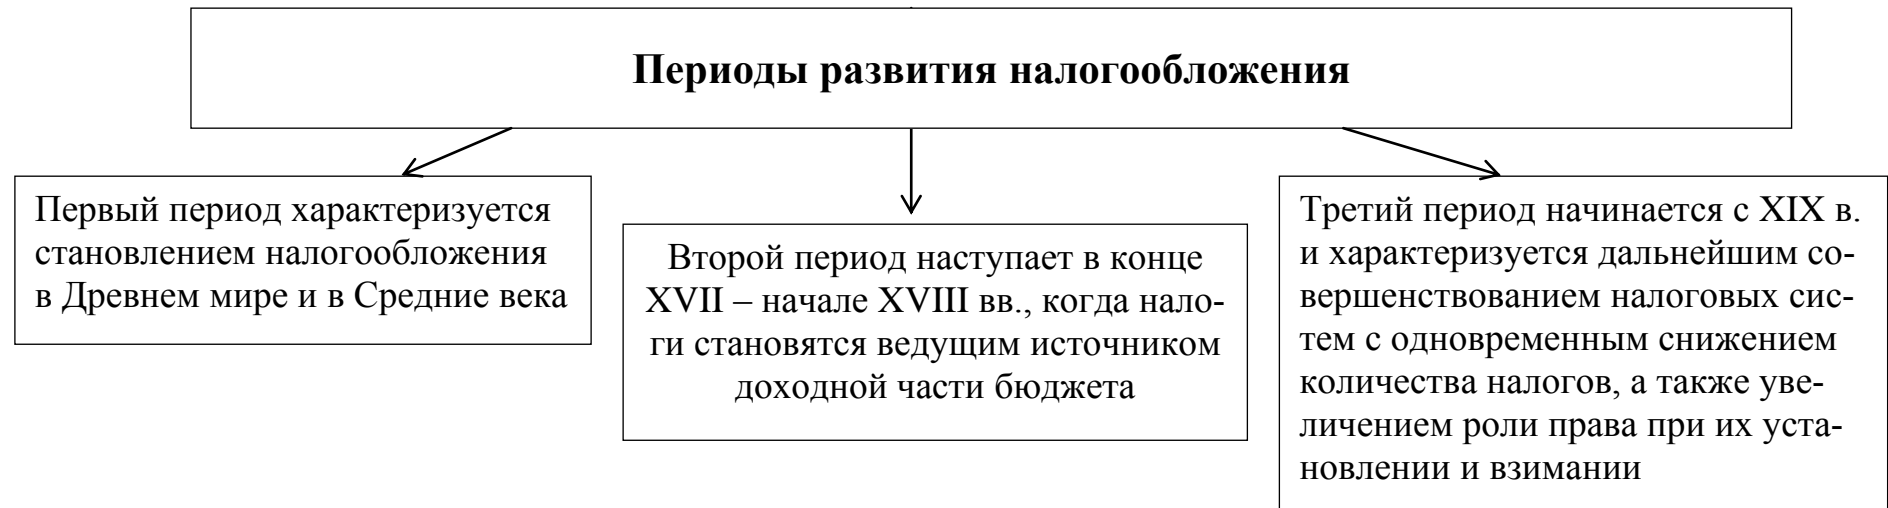 Периоды развития налогообложения
Первый период характеризуется
становлением налогообложения
в Древнем мире и в Средние века
Второй период наступает в конце
XVII – начале XVIII вв., когда нало-
ги становятся ведущим источником
доходной части бюджета
Третий период начинается с XIX в.
и характеризуется дальнейшим со-
вершенствованием налоговых сис-
тем с одновременным снижением
количества налогов, а также уве-
личением роли права при их уста-
новлении и взимании